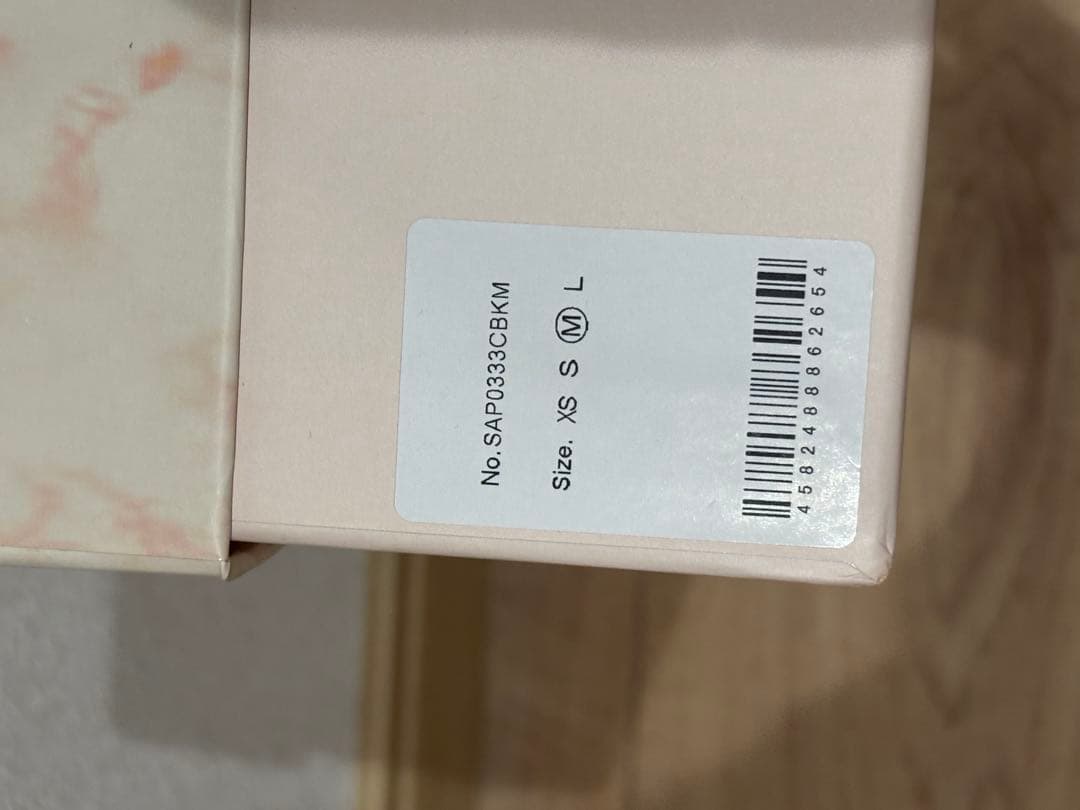 No.SAP0333CBKM
Size. XS S M L
4582488862654